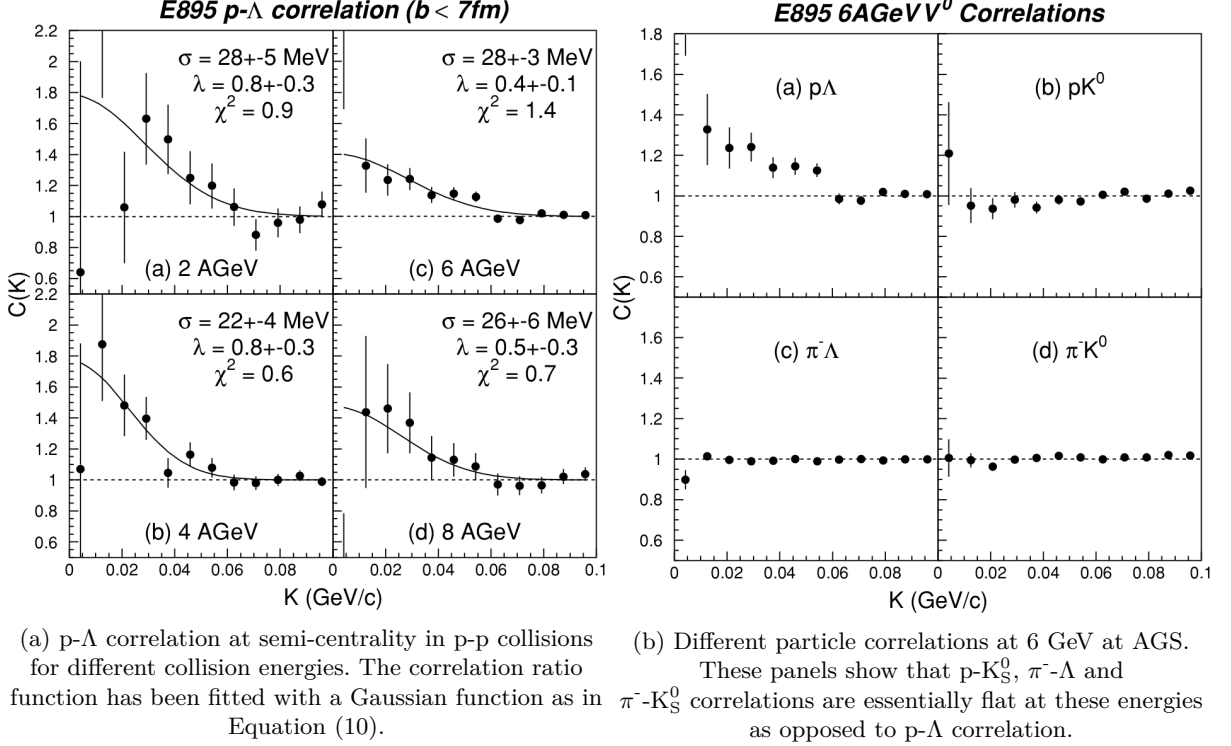 E895 p-Λ correlation (b < 7fm)
C(K)
2.2
2
1.8
1.6
1.4
1.2
1
0.8
0.6
σ = 28+-5 MeV
λ = 0.8+-0.3
χ² = 0.9
(a) 2 AGeV
σ = 28+-3 MeV
λ = 0.4+-0.1
χ² = 1.4
(c) 6 AGeV
2.2
2
1.8
1.6
1.4
1.2
1
0.8
0.6
σ = 22+-4 MeV
λ = 0.8+-0.3
χ² = 0.6
(b) 4 AGeV
σ = 26+-6 MeV
λ = 0.5+-0.3
χ² = 0.7
(d) 8 AGeV
0 0.02 0.04 0.06 0.08 0 0.02 0.04 0.06 0.08 0.1
K (GeV/c)
(a) p-Λ correlation at semi-centrality in p-p collisions
for different collision energies. The correlation ratio
function has been fitted with a Gaussian function as in
Equation (10).
E895 6AGeV V⁰ Correlations
C(K)
1.8
1.6
1.4
1.2
1
0.8
0.6
(a) pΛ
(b) pK⁰
1.6
1.4
1.2
1
0.8
0.6
(c) π⁻Λ
(d) π⁻K⁰
0 0.02 0.04 0.06 0.08 0 0.02 0.04 0.06 0.08 0.1
K (GeV/c)
(b) Different particle correlations at 6 GeV at AGS.
These panels show that p-K⁰_S, π⁻-Λ and
π⁻-K⁰_S correlations are essentially flat at these energies
as opposed to p-Λ correlation.